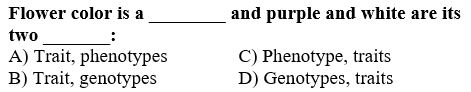 Flower color is a _________ and purple and white are its
two ________:
A) Trait, phenotypes C) Phenotype, traits
B) Trait, genotypes D) Genotypes, traits